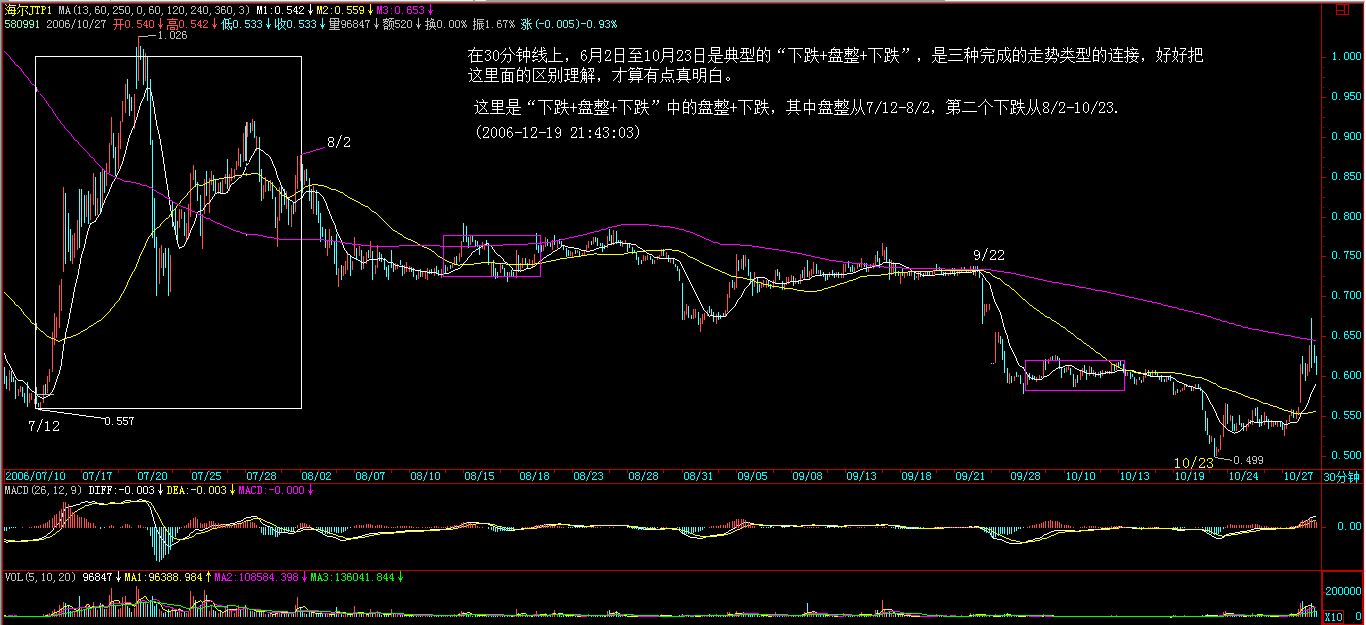 海尔JTP1 MA(13,60,250,0,60,120,240,360,3) M1:0.542↓M2:0.559↓M3:0.653↓
580991 2006/10/27 开0.540↓高0.542↓低0.533↓收0.533↓量96847↓额520↓换0.00% 振1.67% 涨(-0.005)-0.93%
1.026
在30分钟线上，6月2日至10月23日是典型的“下跌+盘整+下跌”，是三种完成的走势类型的连接，好好把
这里面的区别理解，才算有点真明白。
这里是“下跌+盘整+下跌”中的盘整+下跌，其中盘整从7/12-8/2，第二个下跌从8/2-10/23.
(2006-12-19 21:43:03)
8/2
9/22
7/12
0.557
10/23
0.499
1.000
0.950
0.900
0.850
0.800
0.750
0.700
0.650
0.600
0.550
0.500
2006/07/10 07/17 07/20 07/25 07/28 08/02 08/07 08/10 08/15 08/18 08/23 08/28 08/31 09/05 09/08 09/13 09/18 09/21 09/28 10/10 10/13 10/19 10/24 10/27 30分钟
MACD(26,12,9) DIFF:-0.003↓DEA:-0.003↓MACD:-0.000↓
0.00
VOL(5,10,20) 96847↓MA1:96388.984↑MA2:108584.398↓MA3:136041.844↓
200000
X10 0